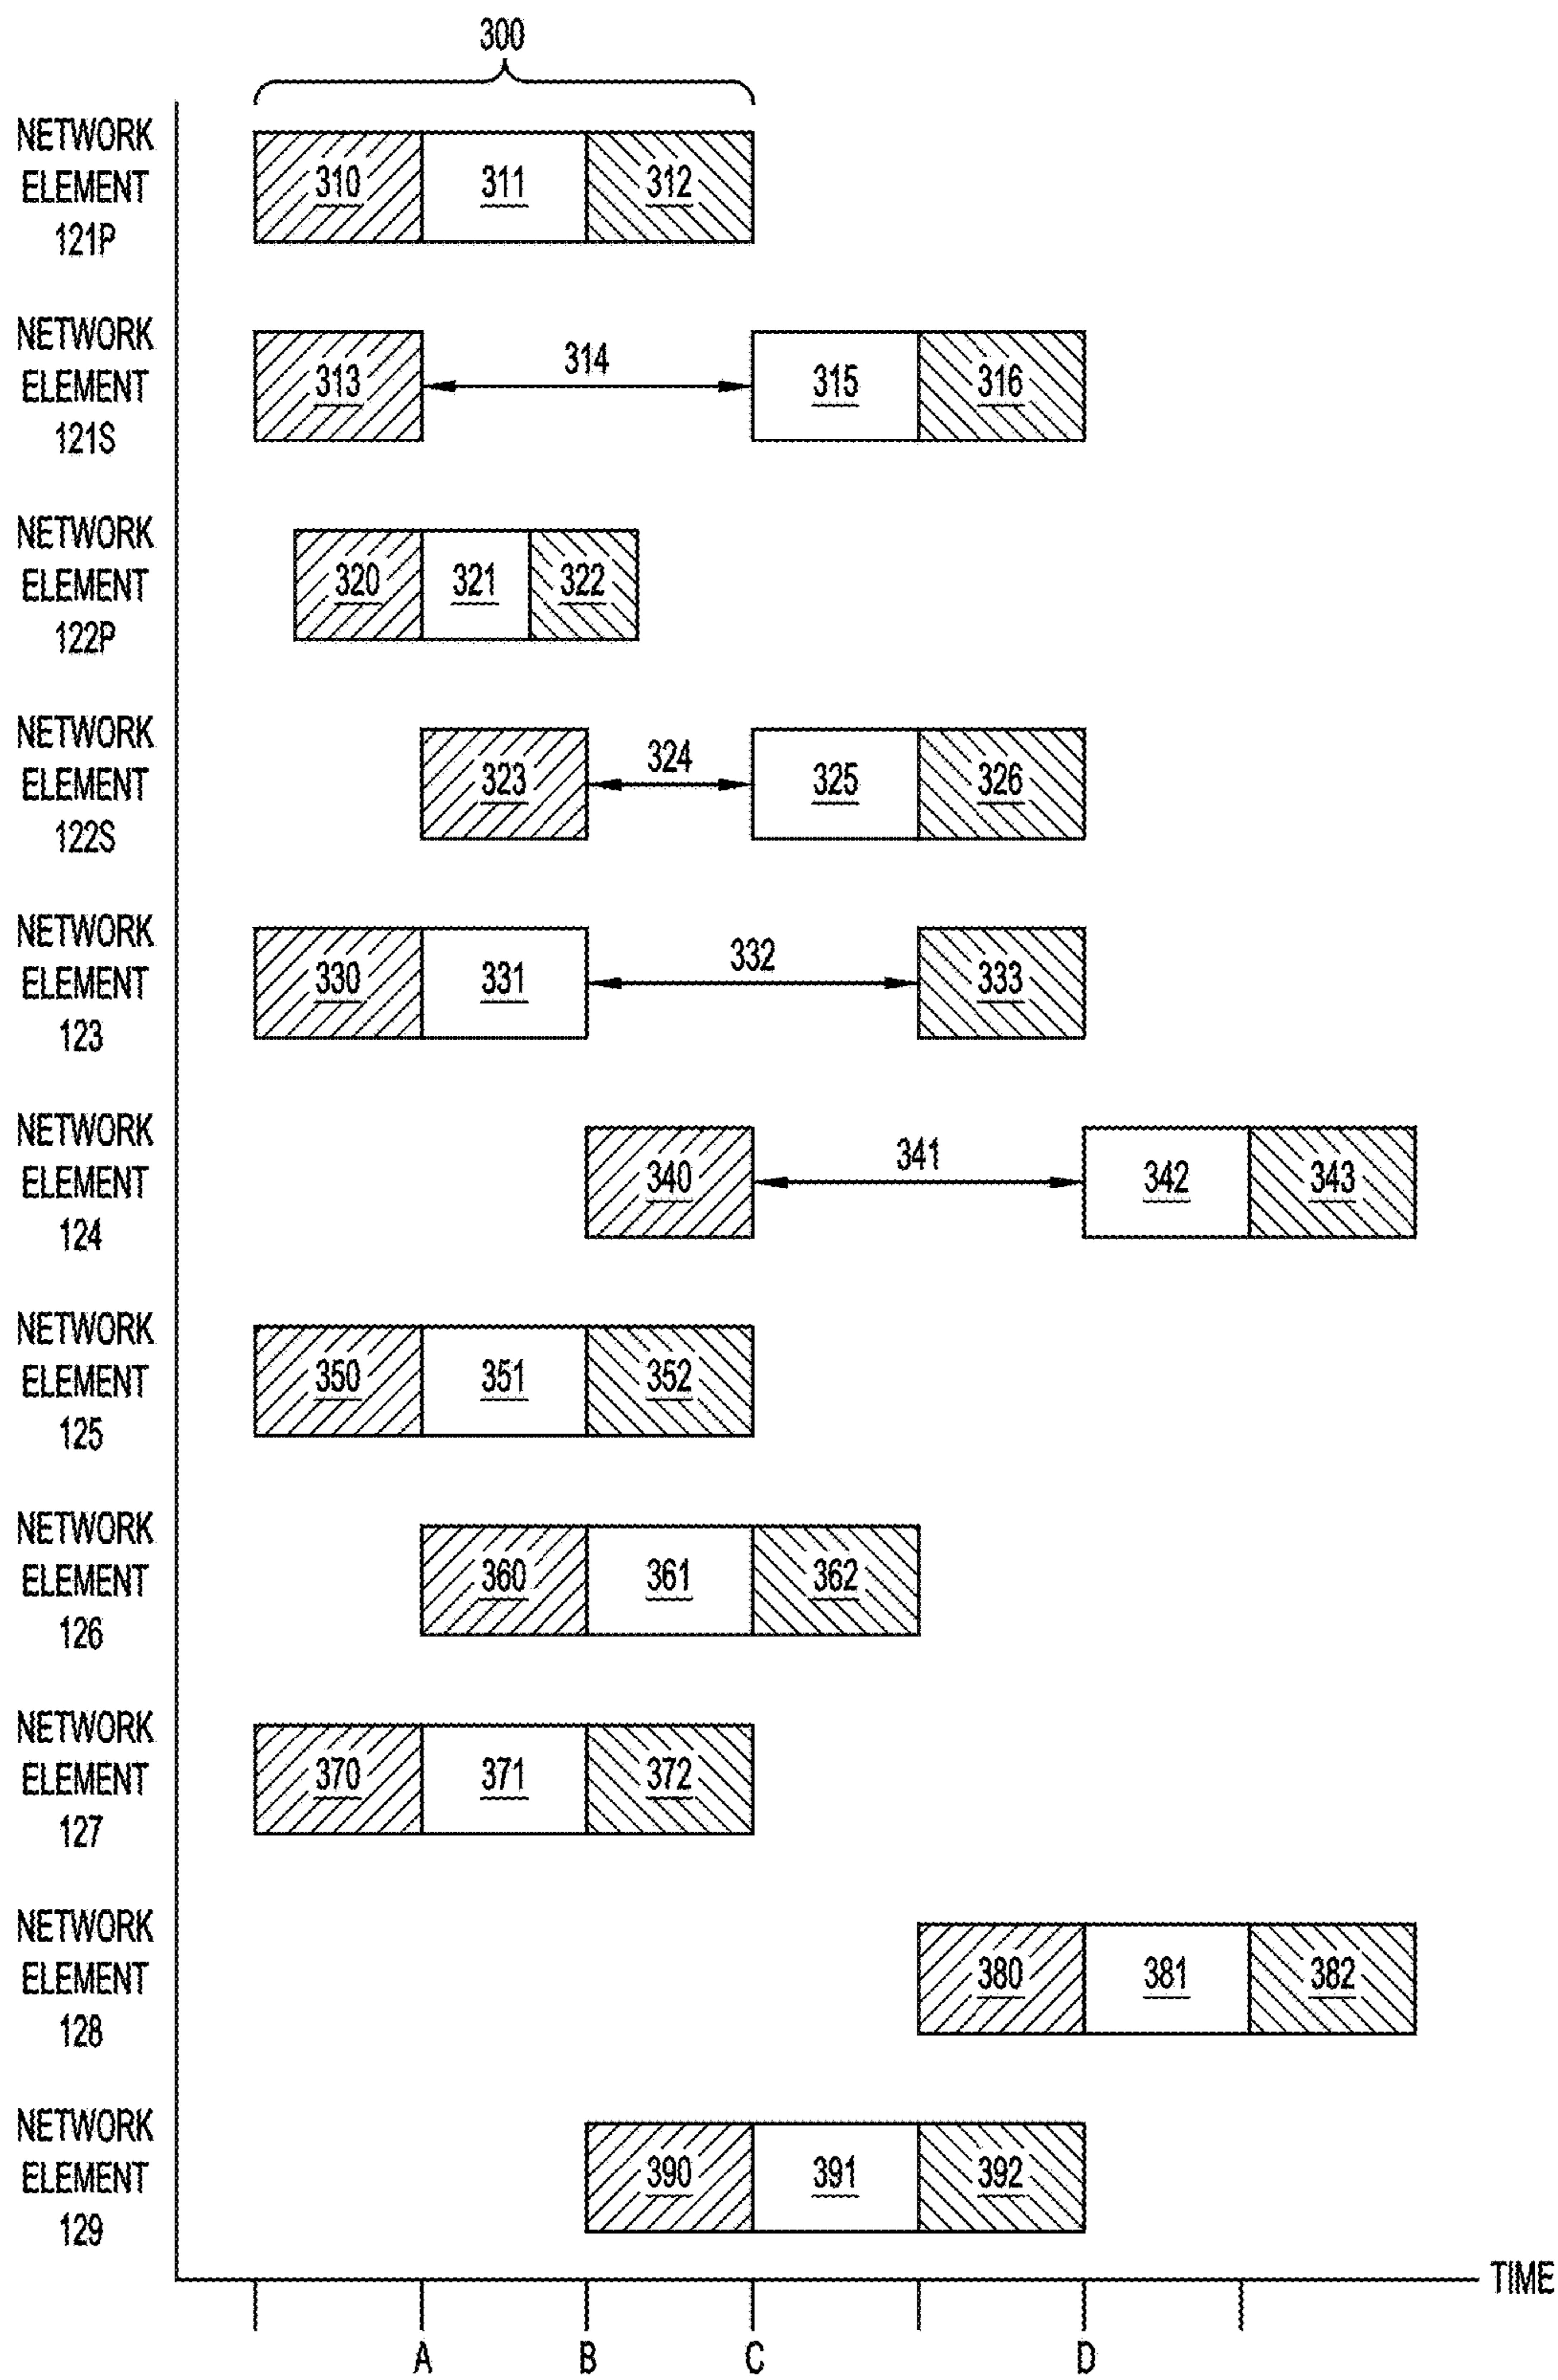 300
NETWORK
ELEMENT
121P
310 311 312
NETWORK
ELEMENT
121S
313 314 315 316
NETWORK
ELEMENT
122P
320 321 322
NETWORK
ELEMENT
122S
323 324 325 326
NETWORK
ELEMENT
123
330 331 332 333
NETWORK
ELEMENT
124
340 341 342 343
NETWORK
ELEMENT
125
350 351 352
NETWORK
ELEMENT
126
360 361 362
NETWORK
ELEMENT
127
370 371 372
NETWORK
ELEMENT
128
380 381 382
NETWORK
ELEMENT
129
390 391 392
TIME
A B C D